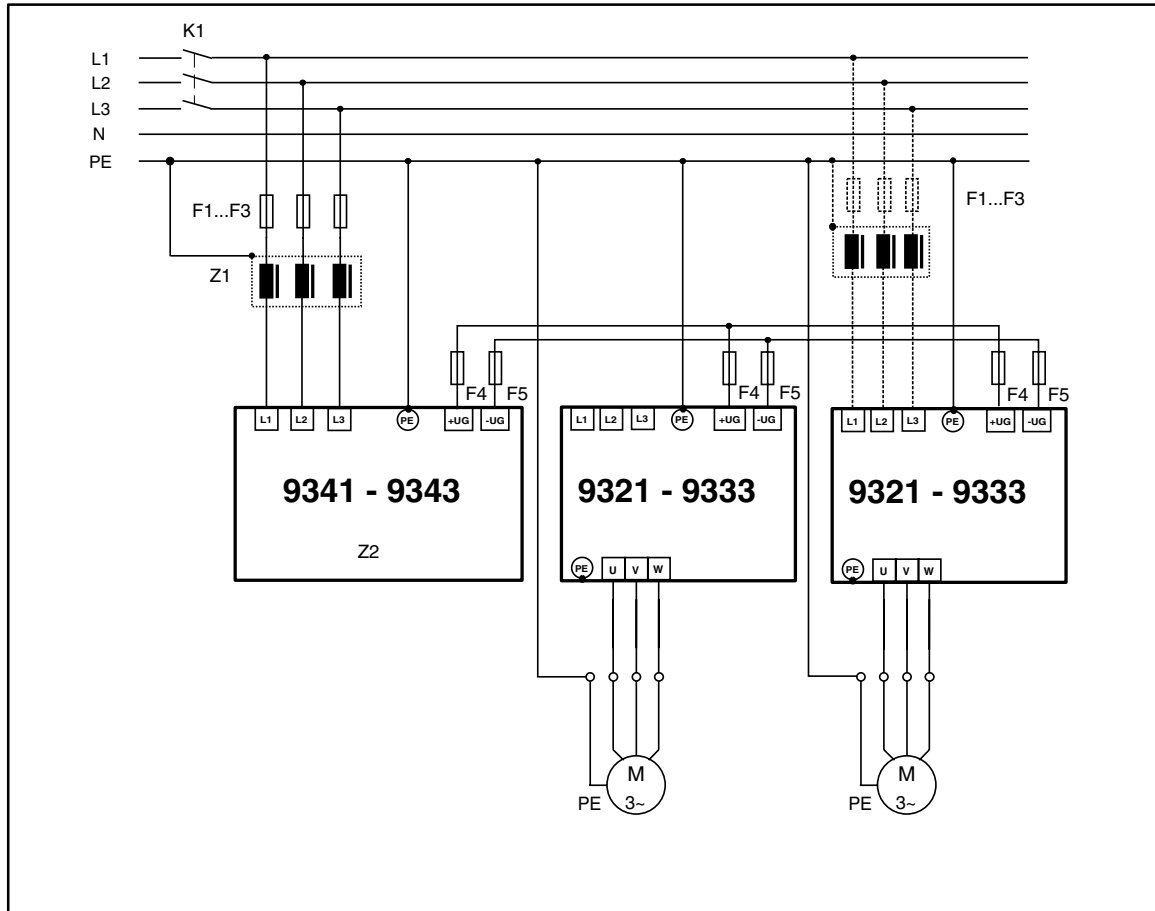 K1
L1
L2
L3
N
PE
F1...F3
F1...F3
Z1
F4 F5 F4 F5 F4 F5
L1 L2 L3 PE +UG -UG
L1 L2 L3 PE +UG -UG
L1 L2 L3 PE +UG -UG
9341 - 9343
9321 - 9333
9321 - 9333
Z2
PE U V W
PE U V W
M
3~
PE
M
3~
PE